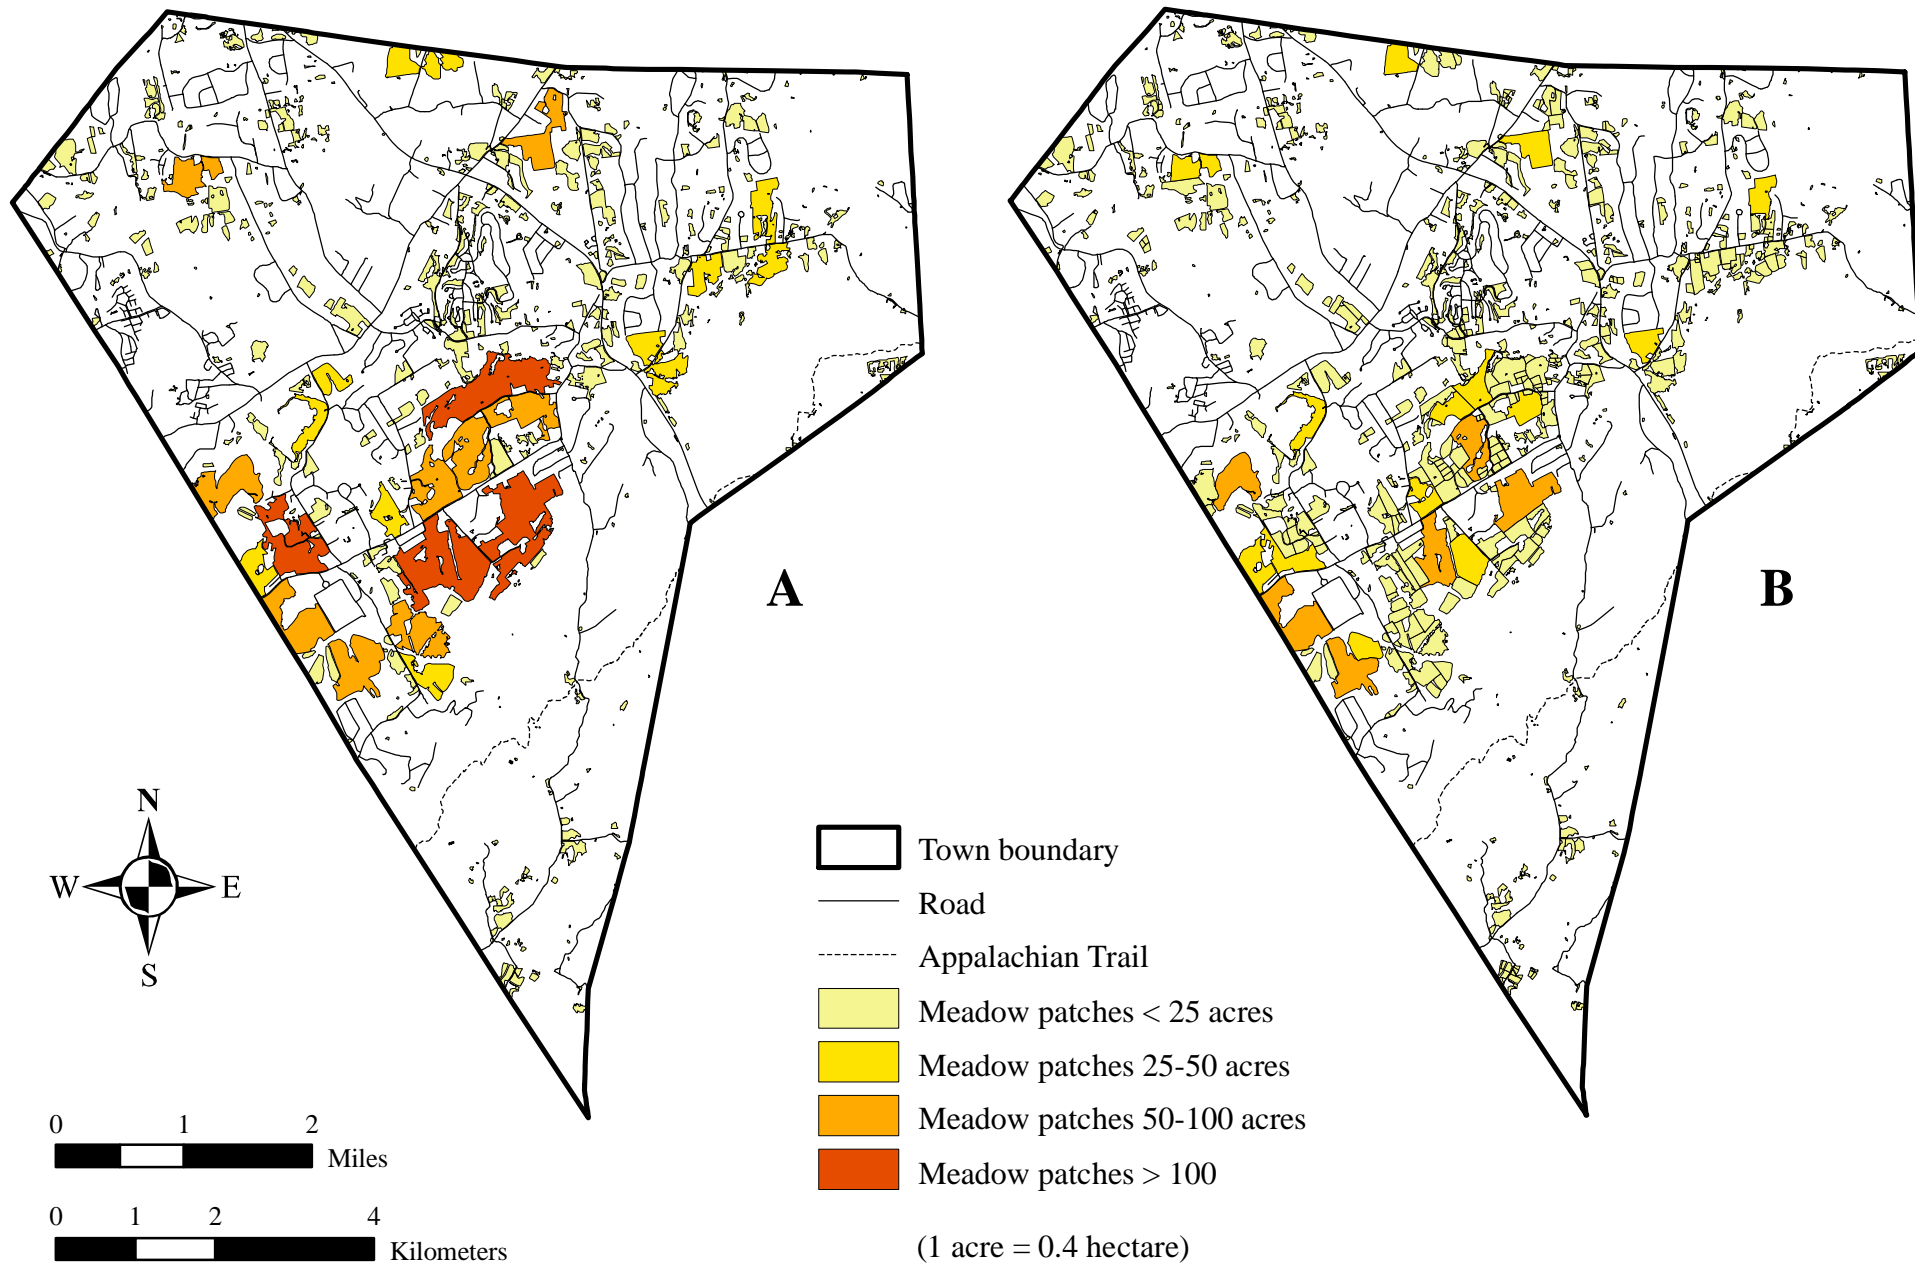 A
B
N
W E
S
Town boundary
Road
Appalachian Trail
Meadow patches < 25 acres
Meadow patches 25-50 acres
Meadow patches 50-100 acres
Meadow patches > 100
(1 acre = 0.4 hectare)
0 1 2
Miles
0 1 2 4
Kilometers